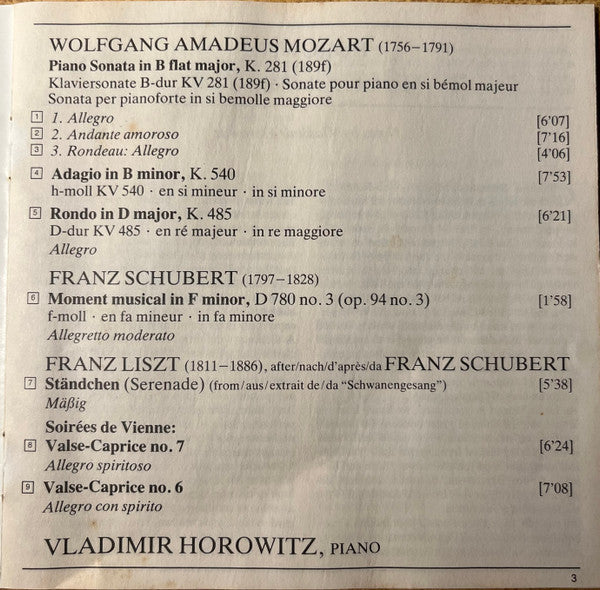 WOLFGANG AMADEUS MOZART (1756–1791)
Piano Sonata in B flat major, K. 281 (189f)
Klaviersonate B-dur KV 281 (189f) · Sonate pour piano en si bémol majeur
Sonata per pianoforte in si bemolle maggiore
1 1. Allegro [6'07]
2 2. Andante amoroso [7'16]
3 3. Rondeau: Allegro [4'06]
4 Adagio in B minor, K. 540 [7'53]
h-moll KV 540 · en si mineur · in si minore
5 Rondo in D major, K. 485 [6'21]
D-dur KV 485 · en ré majeur · in re maggiore
Allegro
FRANZ SCHUBERT (1797–1828)
6 Moment musical in F minor, D 780 no. 3 (op. 94 no. 3) [1'58]
f-moll · en fa mineur · in fa minore
Allegretto moderato
FRANZ LISZT (1811–1886), after/nach/d'après/da FRANZ SCHUBERT
7 Ständchen (Serenade) (from/aus/extrait de/da “Schwanengesang”) [5'38]
Mäßig
Soirées de Vienne:
8 Valse-Caprice no. 7 [6'24]
Allegro spiritoso
9 Valse-Caprice no. 6 [7'08]
Allegro con spirito
VLADIMIR HOROWITZ, PIANO
3